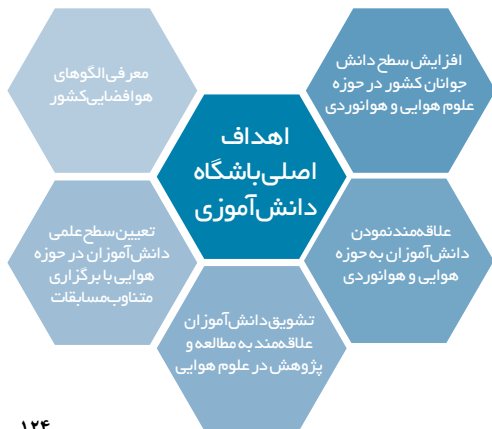 اهداف
اصلی باشگاه
دانش‌آموزی
افزایش سطح دانش
جوانان کشور در حوزه
علوم هوایی و هوانوردی
علاقه‌مند نمودن
دانش‌آموزان به حوزه
هوایی و هوانوردی
تشویق دانش‌آموزان
علاقه‌مند به مطالعه و
پژوهش در علوم هوایی
تعیین سطح علمی
دانش‌آموزان در حوزه
هوایی با برگزاری
متناوب مسابقات
معرفی الگوهای
هوافضایی کشور
۱۲۴